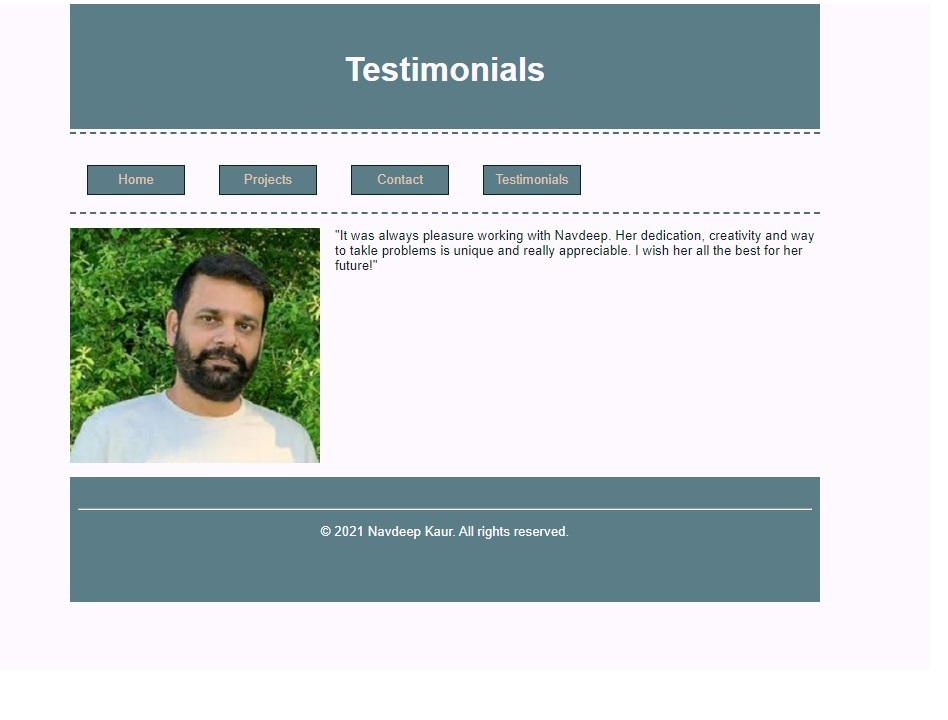 Testimonials
Home Projects Contact Testimonials
"It was always pleasure working with Navdeep. Her dedication, creativity and way
to takle problems is unique and really appreciable. I wish her all the best for her
future!"
© 2021 Navdeep Kaur. All rights reserved.